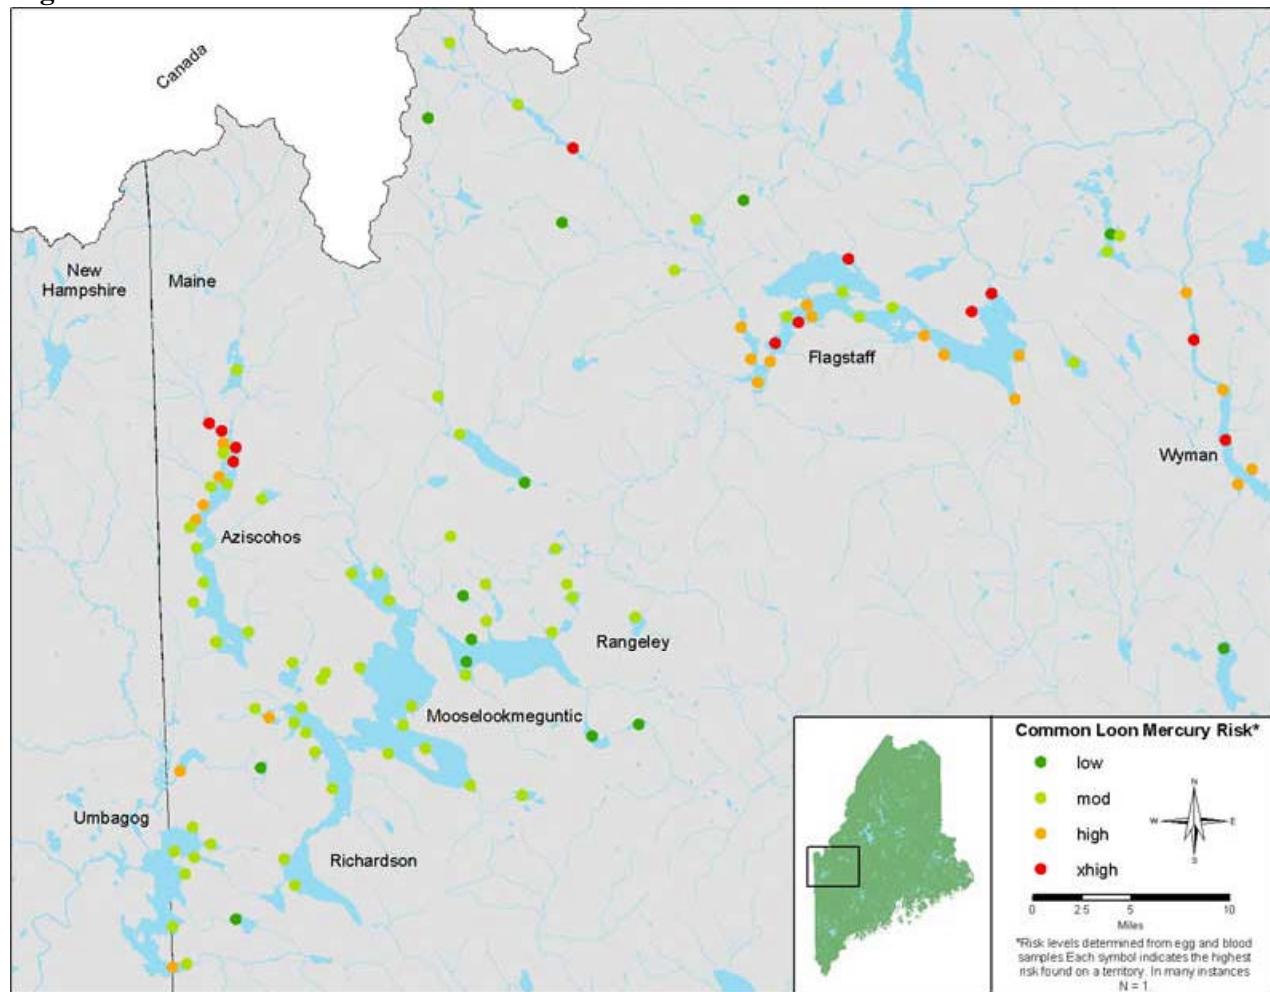 Canada
New
Hampshire
Maine
Flagstaff
Wyman
Aziscohos
Rangeley
Mooselookmeguntic
Umbagog
Richardson
Common Loon Mercury Risk*
low
mod
high
xhigh
N
W
E
S
0 2.5 5 10
Miles
*Risk levels determined from egg and blood
samples.Each symbol indicates the highest
risk found on a territory. In many instances
N = 1.